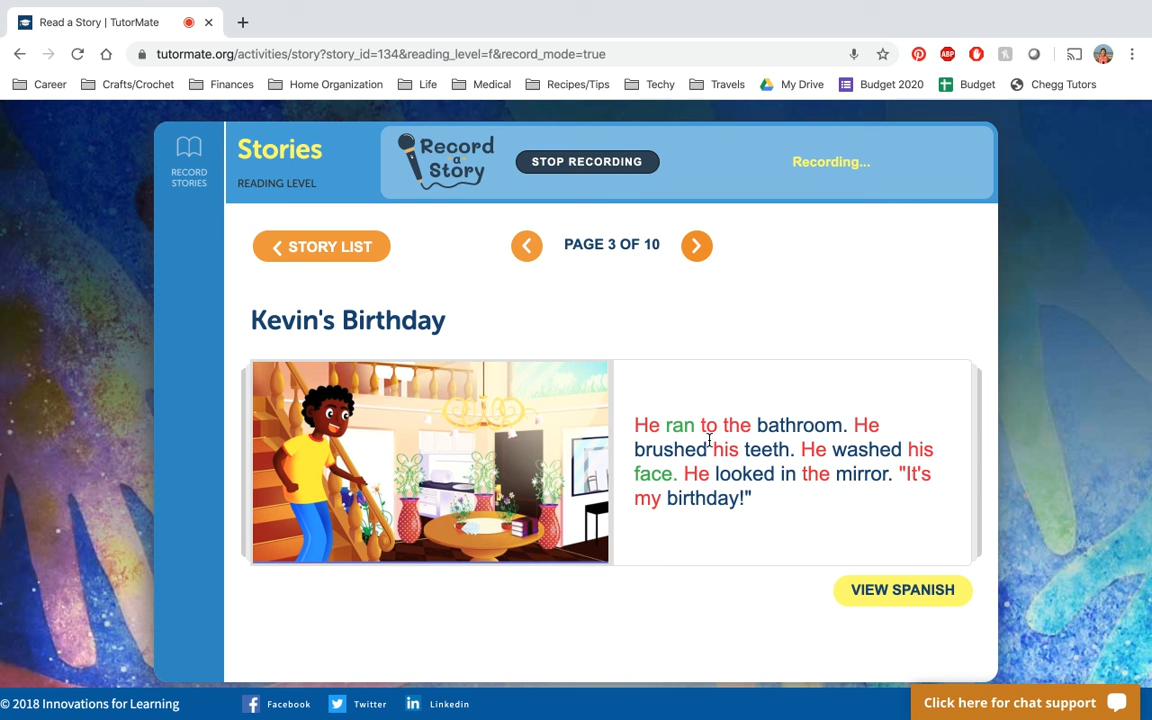 Read a Story | TutorMate
tutormate.org/activities/story?story_id=134&reading_level=f&record_mode=true
ABP
Career Crafts/Crochet Finances Home Organization Life Medical Recipes/Tips Techy Travels My Drive Budget 2020 Budget Chegg Tutors
RECORD
STORIES
Stories
READING LEVEL
Record
a
Story
STOP RECORDING
Recording...
STORY LIST
PAGE 3 OF 10
Kevin's Birthday
He ran to the bathroom. He
brushed his teeth. He washed his
face. He looked in the mirror. "It's
my birthday!"
VIEW SPANISH
© 2018 Innovations for Learning
Facebook Twitter Linkedin
Click here for chat support